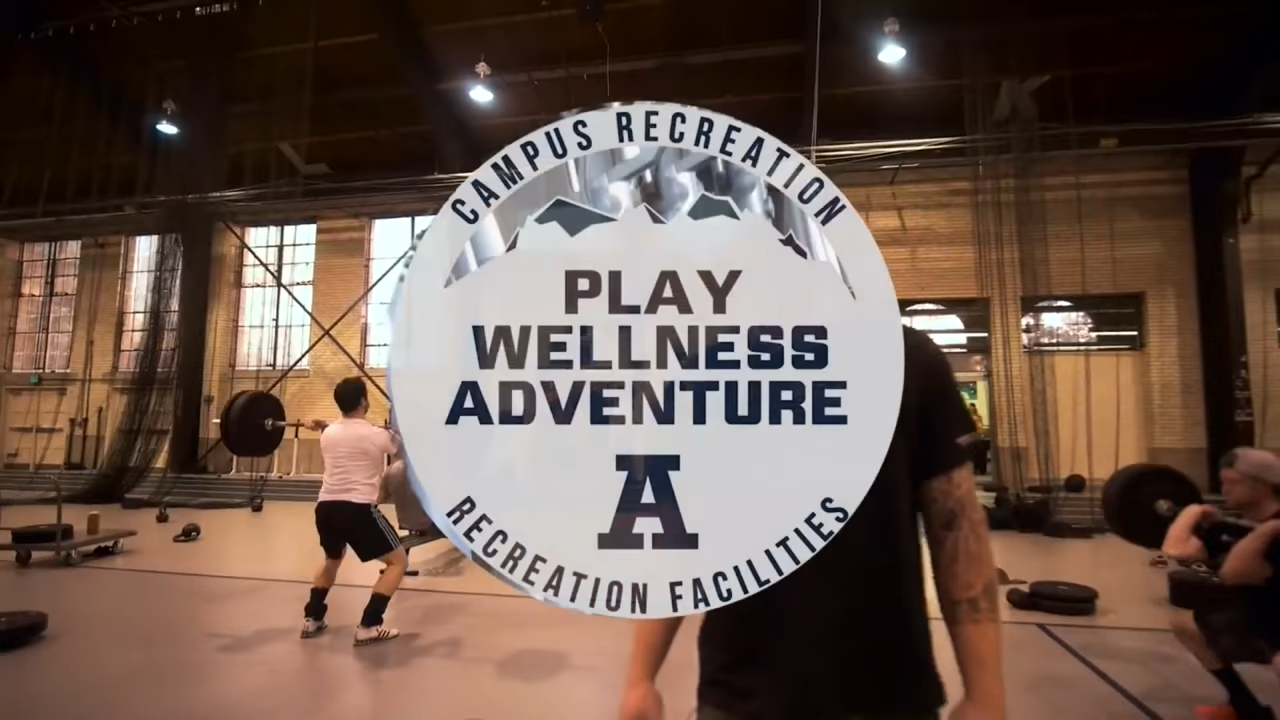 CAMPUS RECREATION
PLAY
WELLNESS
ADVENTURE
A
RECREATION FACILITIES